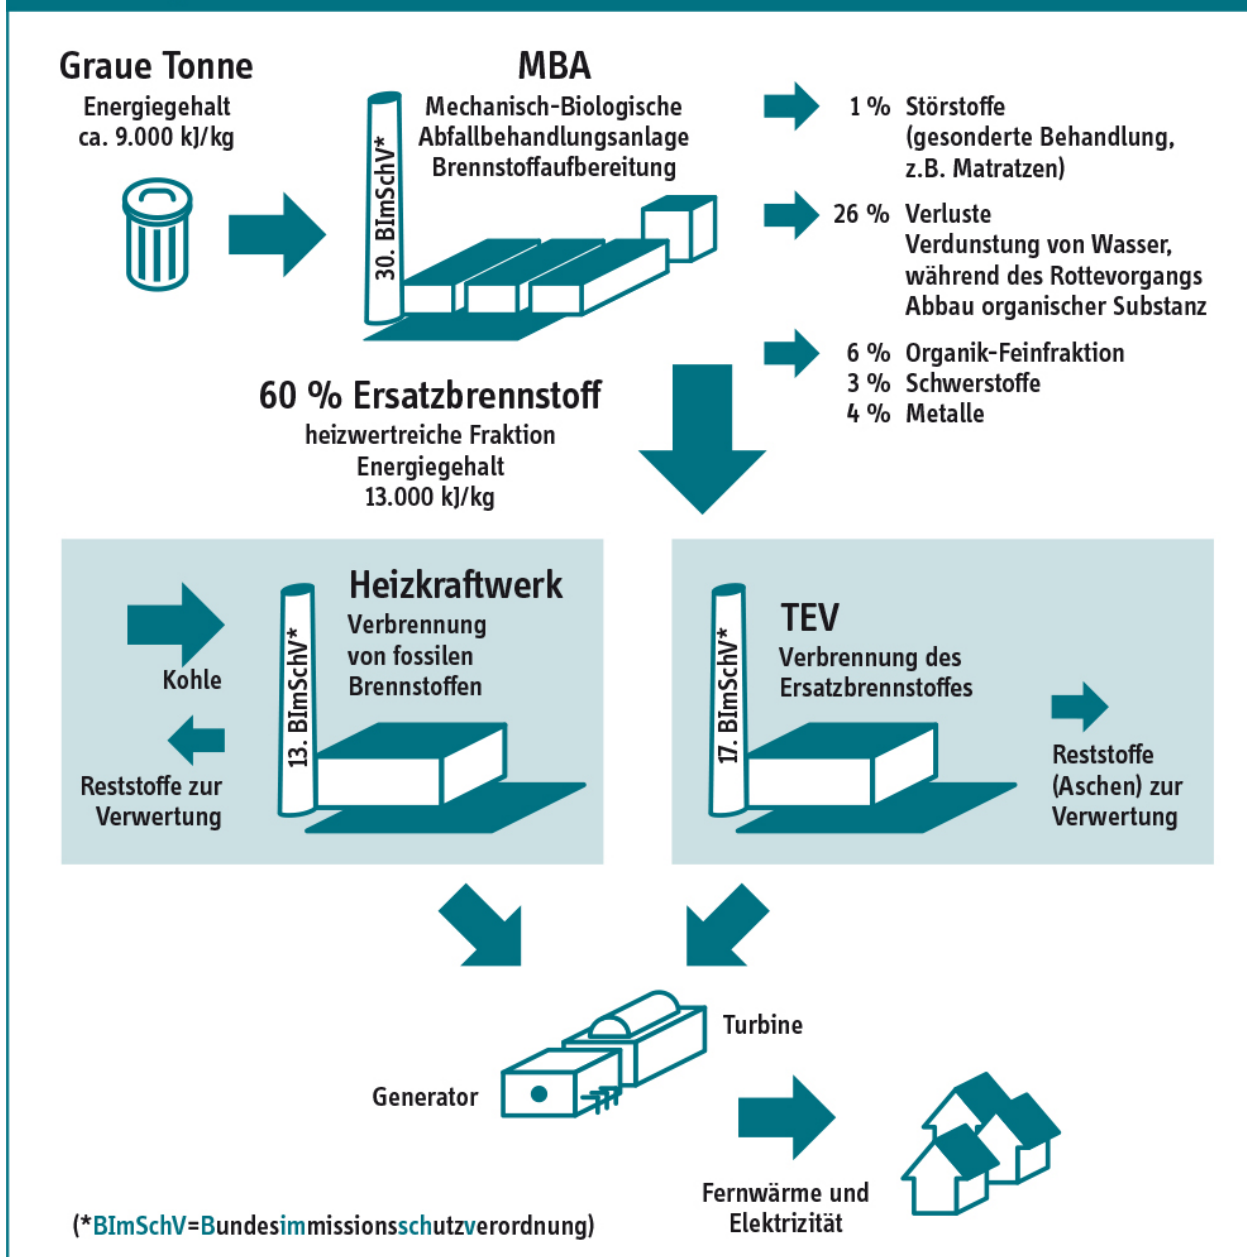 Graue Tonne
Energiegehalt
ca. 9.000 kJ/kg
MBA
Mechanisch-Biologische
Abfallbehandlungsanlage
Brennstoffaufbereitung
30. BImSchV*
1 % Störstoffe
(gesonderte Behandlung,
z.B. Matratzen)
26 % Verluste
Verdunstung von Wasser,
während des Rottevorgangs
Abbau organischer Substanz
6 % Organik-Feinfraktion
3 % Schwerstoffe
4 % Metalle
60 % Ersatzbrennstoff
heizwertreiche Fraktion
Energiegehalt
13.000 kJ/kg
Heizkraftwerk
Verbrennung
von fossilen
Brennstoffen
13. BImSchV*
Kohle
Reststoffe zur
Verwertung
TEV
Verbrennung des
Ersatzbrennstoffes
17. BImSchV*
Reststoffe
(Aschen) zur
Verwertung
Turbine
Generator
Fernwärme und
Elektrizität
(*BImSchV=Bundesimmissionsschutzverordnung)